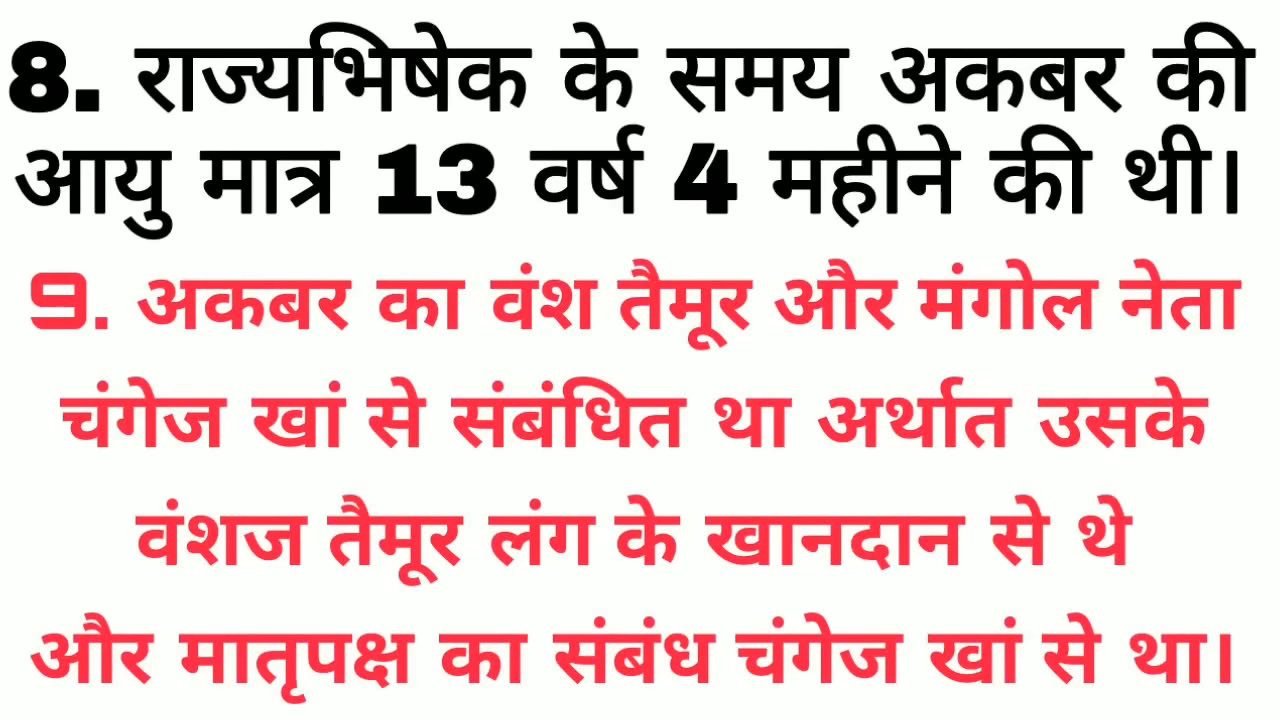 8. राज्यभिषेक के समय अकबर की
आयु मात्र 13 वर्ष 4 महीने की थी।
9. अकबर का वंश तैमूर और मंगोल नेता
चंगेज खां से संबंधित था अर्थात उसके
वंशज तैमूर लंग के खानदान से थे
और मातृपक्ष का संबंध चंगेज खां से था।